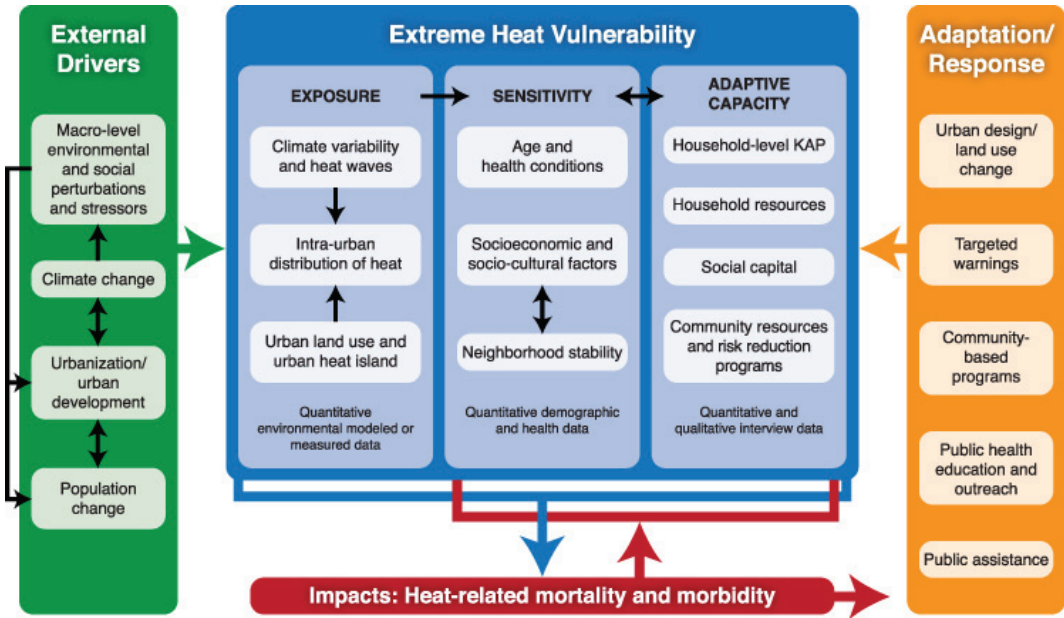 External
Drivers
Macro-level
environmental
and social
perturbations
and stressors
Climate change
Urbanization/
urban
development
Population
change
Extreme Heat Vulnerability
EXPOSURE
Climate variability
and heat waves
Intra-urban
distribution of heat
Urban land use and
urban heat island
Quantitative
environmental modeled or
measured data
SENSITIVITY
Age and
health conditions
Socioeconomic and
socio-cultural factors
Neighborhood stability
Quantitative demographic
and health data
ADAPTIVE
CAPACITY
Household-level KAP
Household resources
Social capital
Community resources
and risk reduction
programs
Quantitative and
qualitative interview data
Impacts: Heat-related mortality and morbidity
Adaptation/
Response
Urban design/
land use
change
Targeted
warnings
Community-
based
programs
Public health
education and
outreach
Public assistance